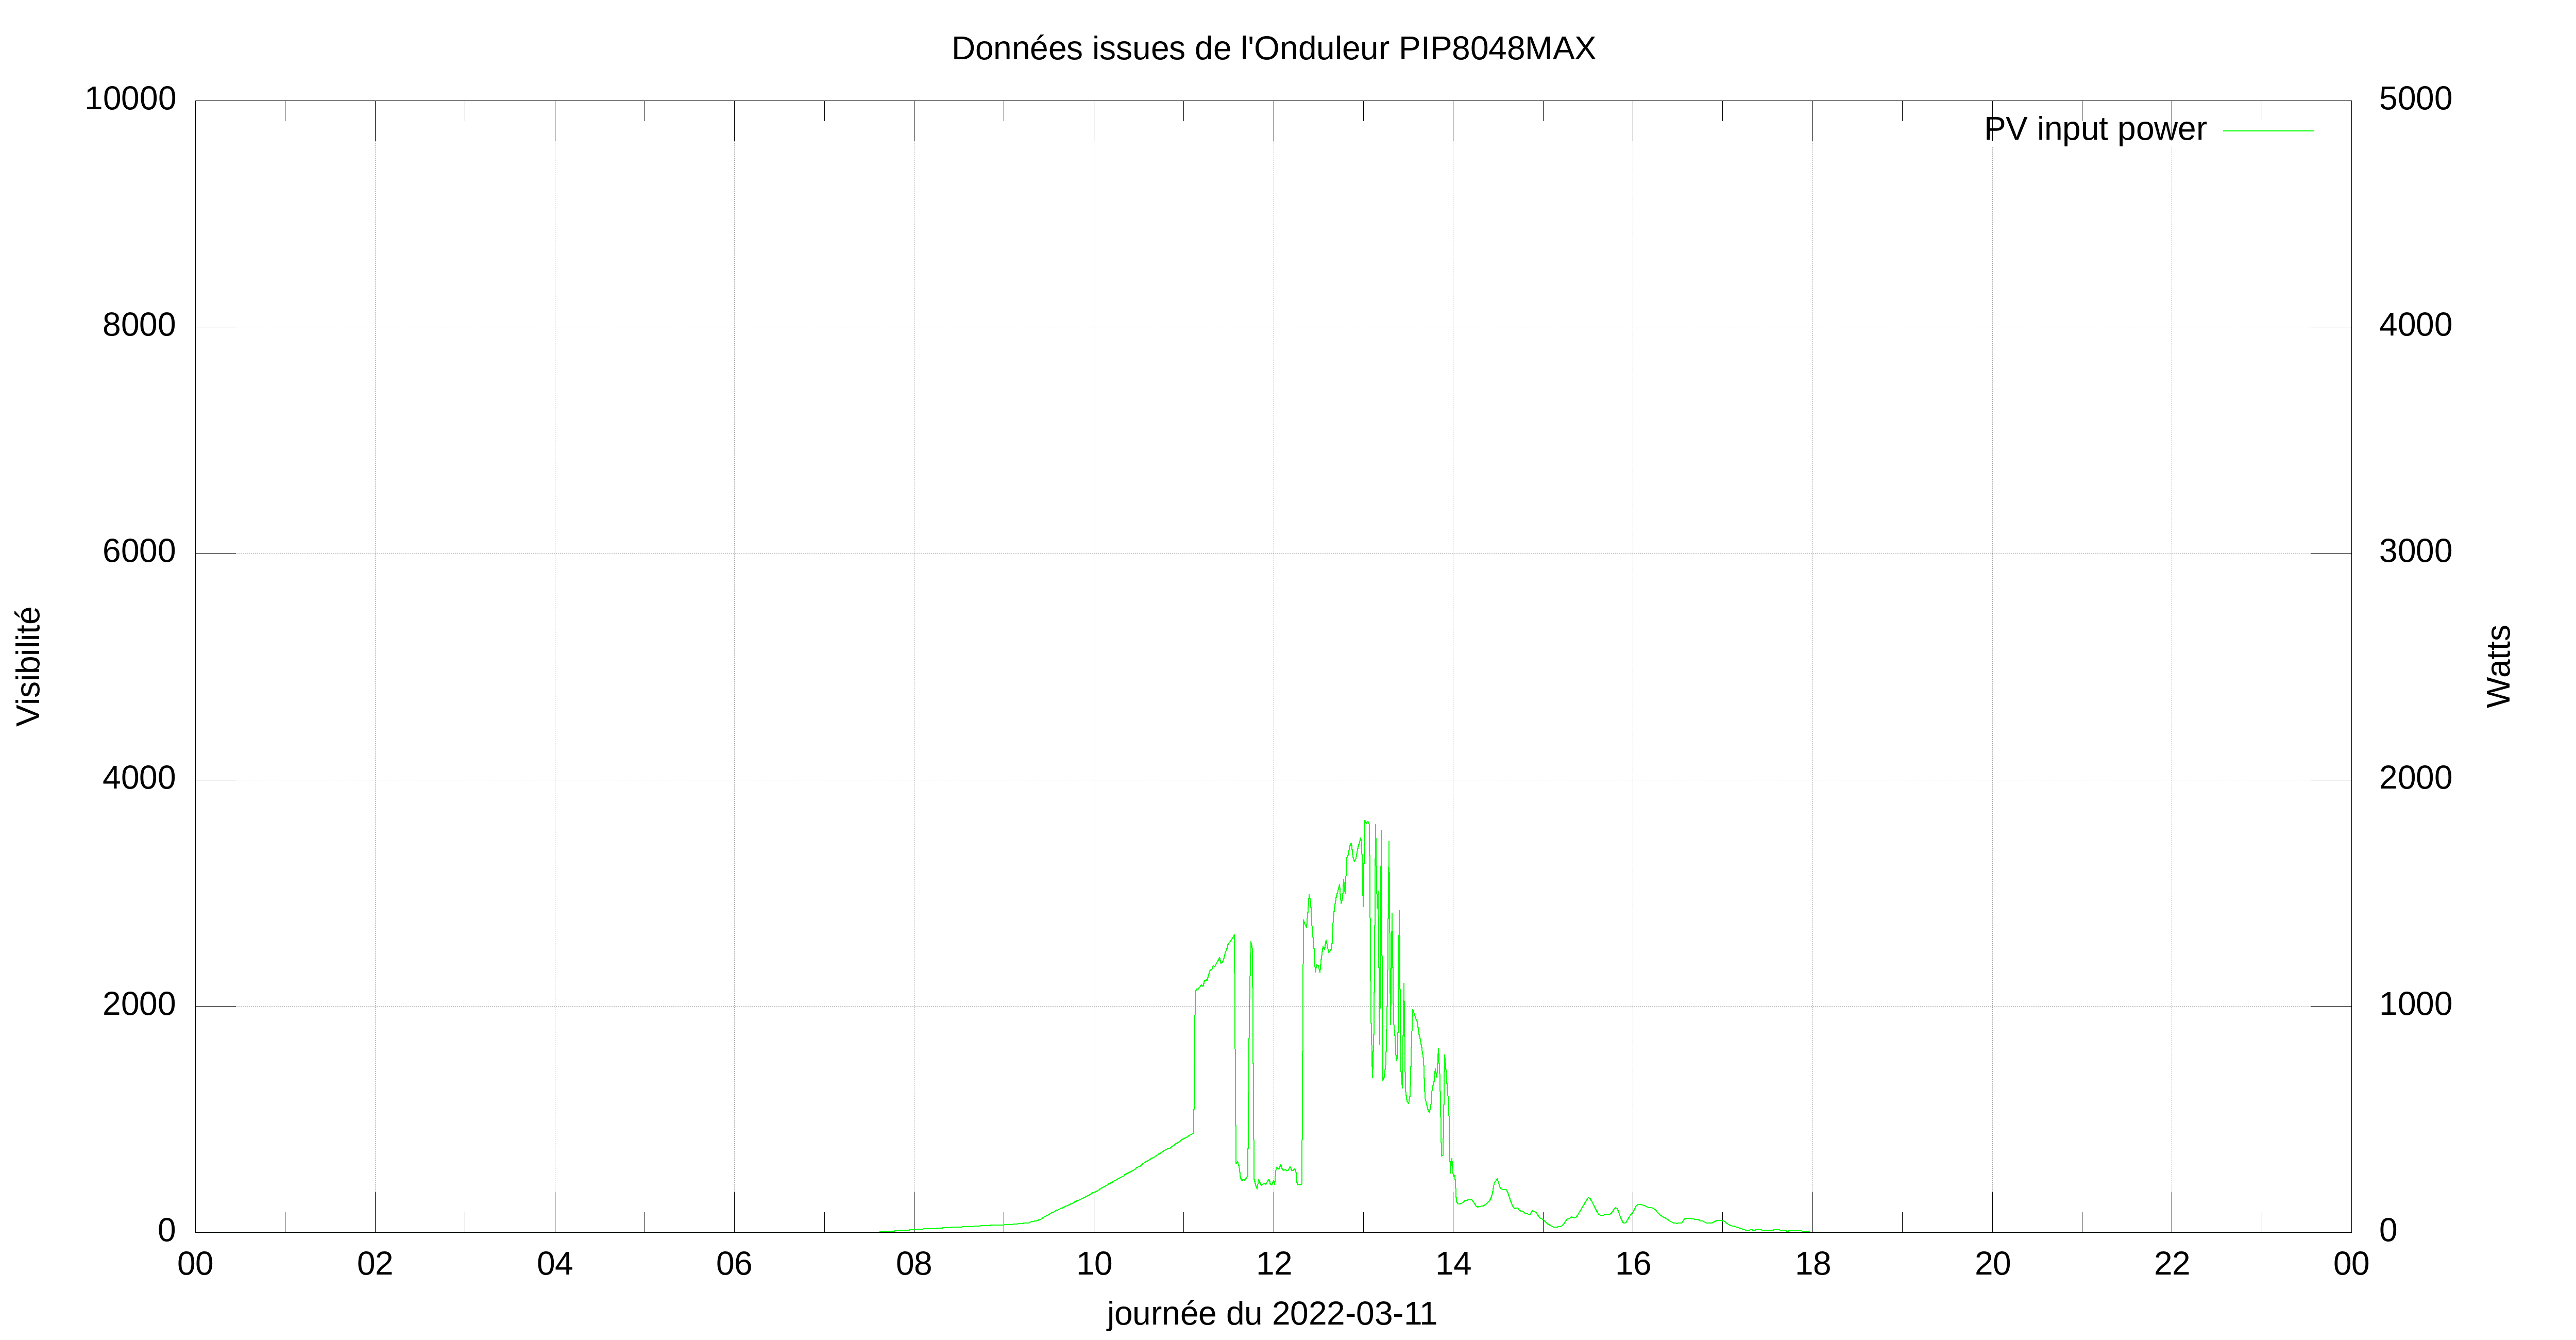 Données issues de l'Onduleur PIP8048MAX
10000
8000
6000
4000
2000
0
Visibilité
PV input power
5000
4000
3000
2000
1000
0
Watts
00 02 04 06 08 10 12 14 16 18 20 22 00
journée du 2022-03-11